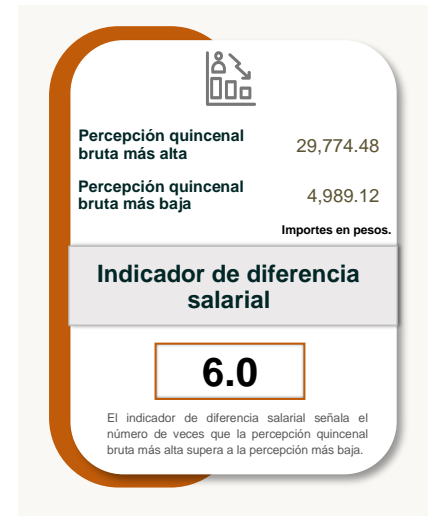 Percepción quincenal
bruta más alta
29,774.48
Percepción quincenal
bruta más baja
4,989.12
Importes en pesos.
Indicador de diferencia
salarial
6.0
El indicador de diferencia salarial señala el
número de veces que la percepción quincenal
bruta más alta supera a la percepción más baja.